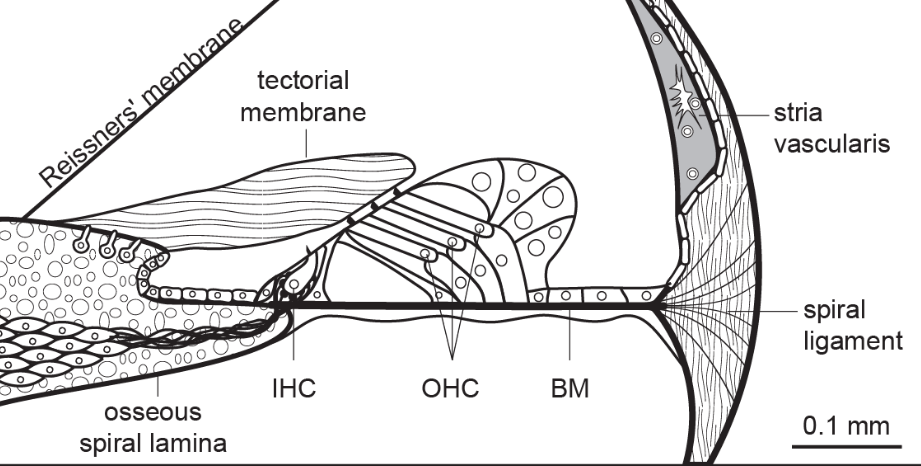 Reissners' membrane
tectorial
membrane
stria
vascularis
spiral
ligament
IHC
OHC
BM
osseous
spiral lamina
0.1 mm